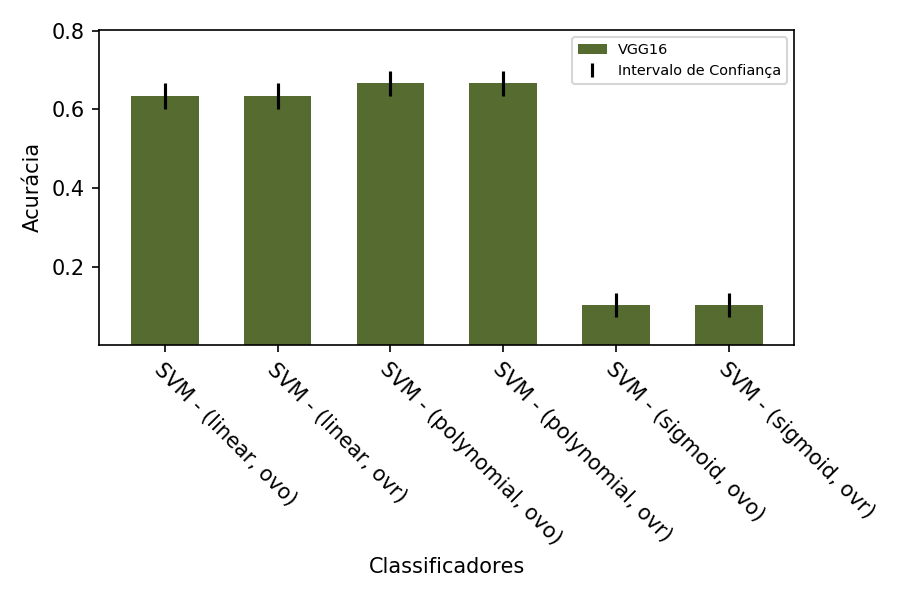 0.8
0.6
0.4
0.2
Acurácia
VGG16
Intervalo de Confiança
SVM - (linear, ovo)
SVM - (linear, ovr)
SVM - (polynomial, ovo)
SVM - (polynomial, ovr)
SVM - (sigmoid, ovo)
SVM - (sigmoid, ovr)
Classificadores